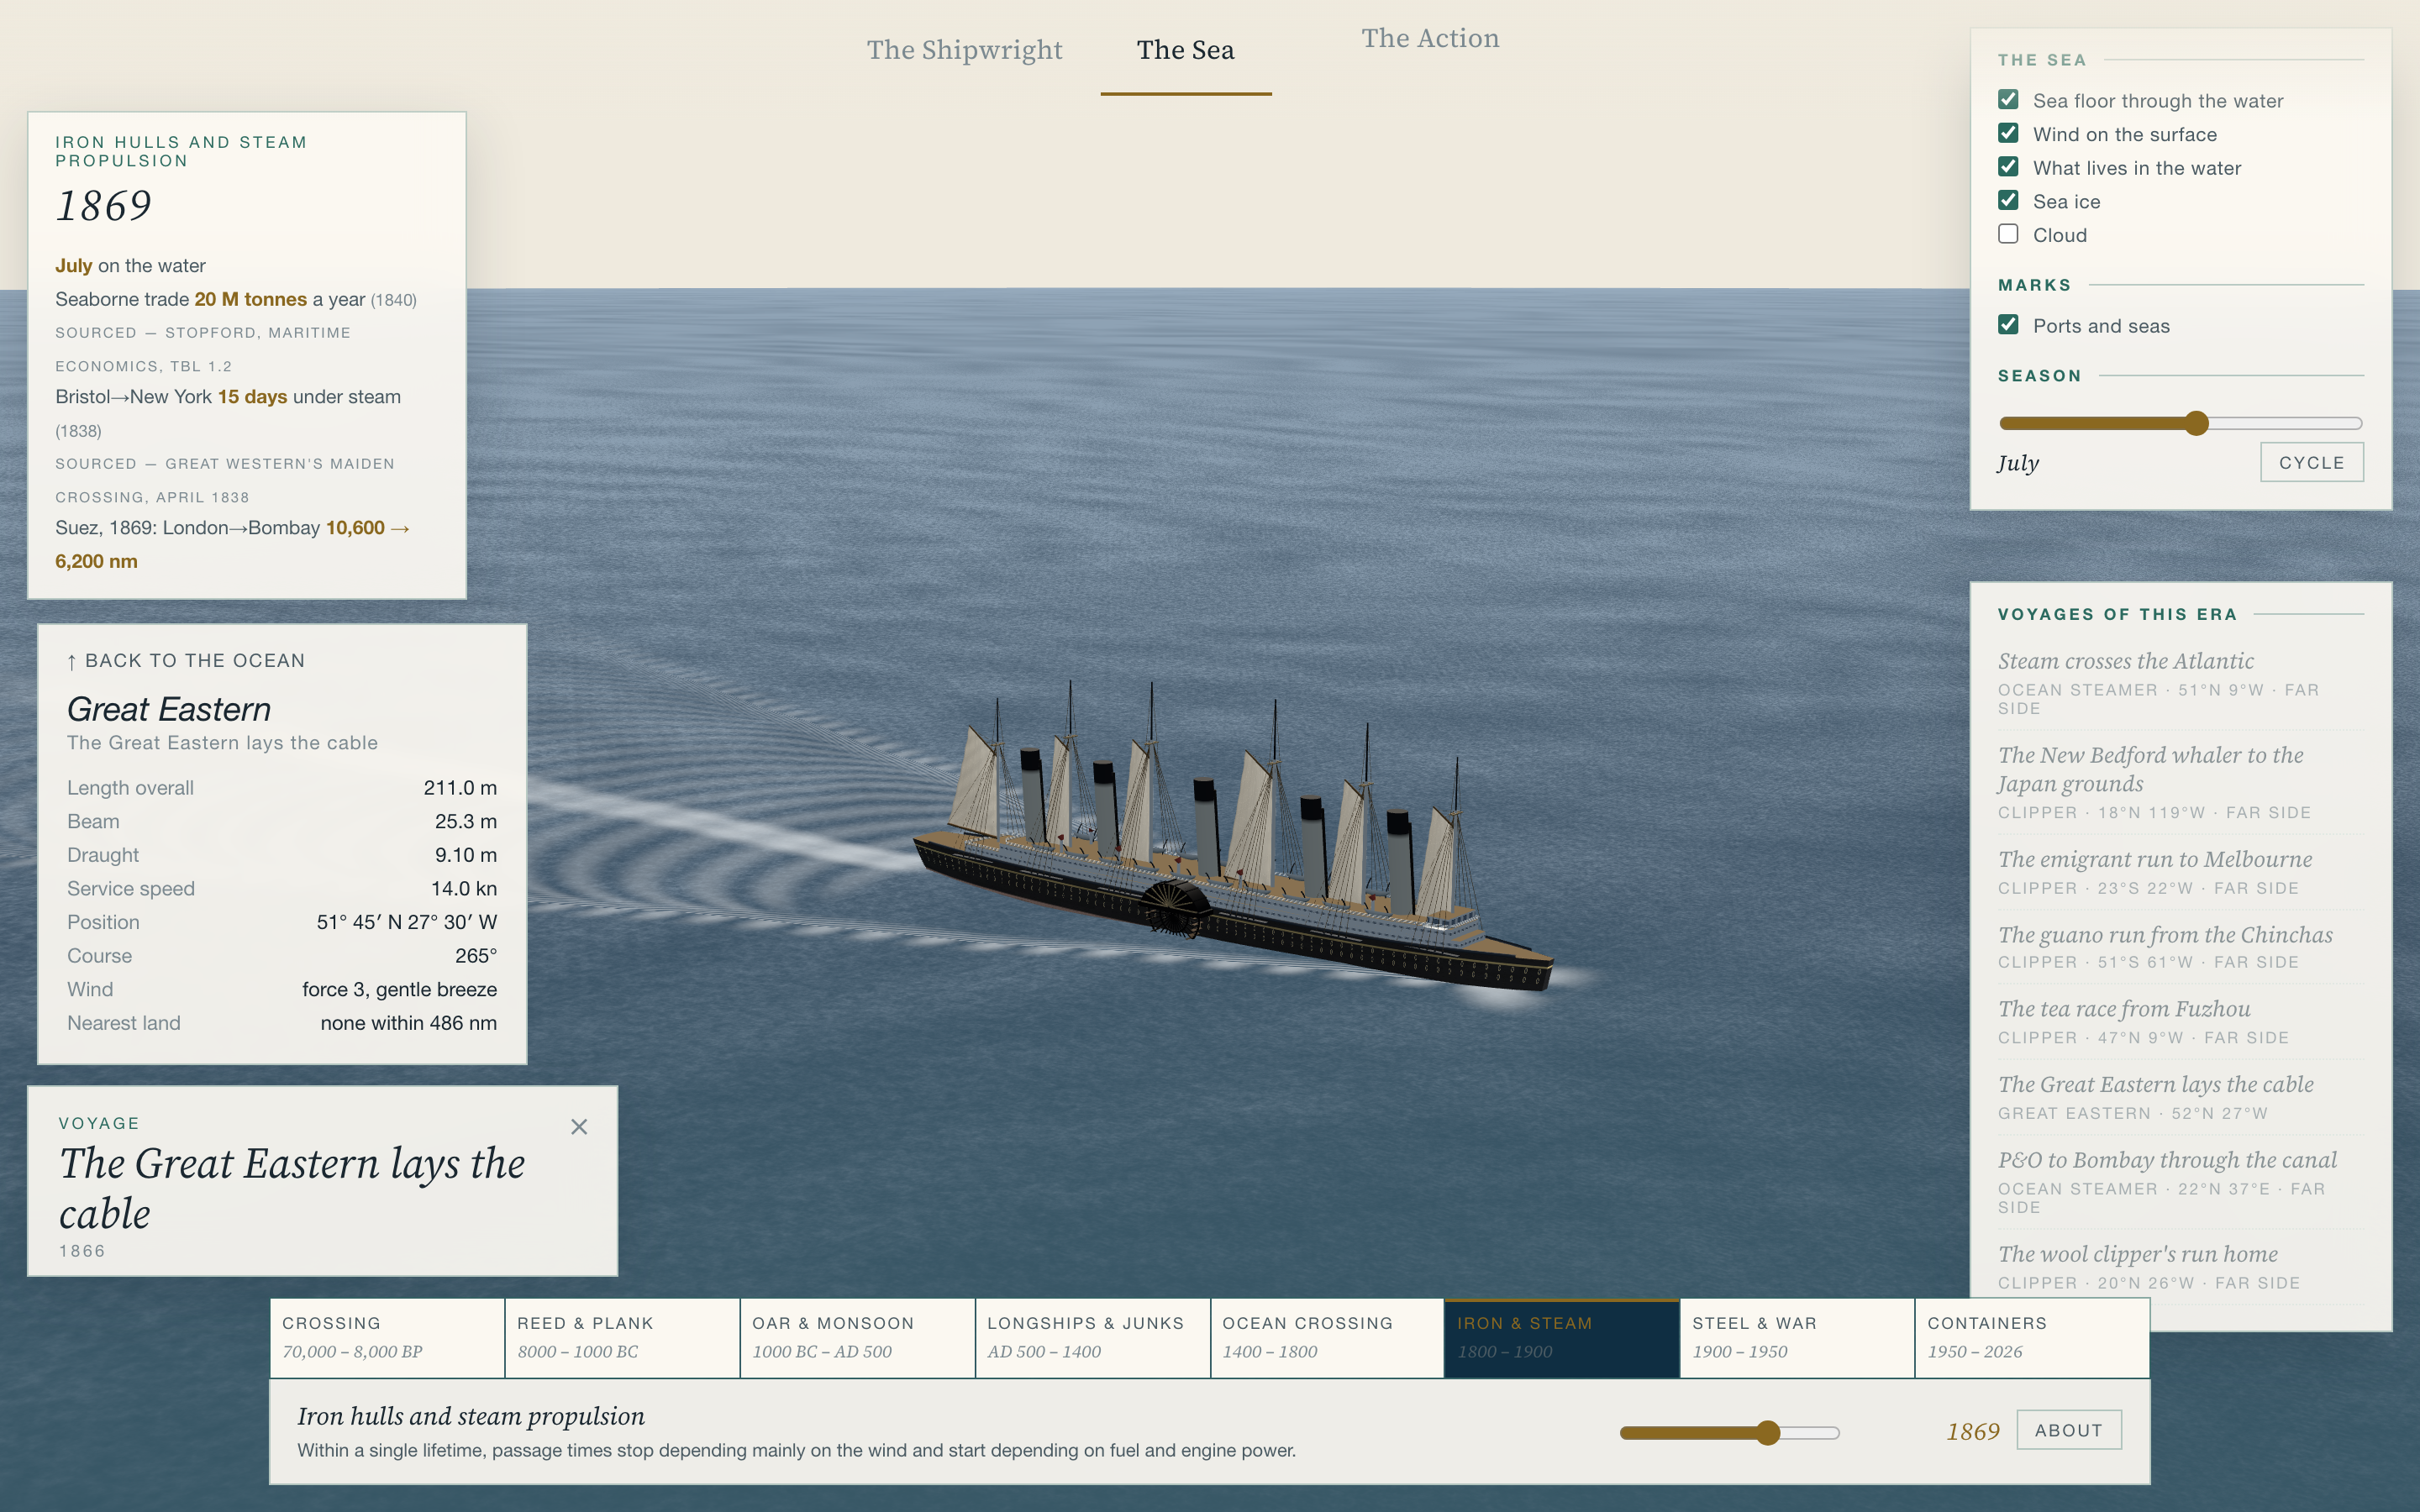 The Shipwright
The Sea
The Action
IRON HULLS AND STEAM
PROPULSION
1869
July on the water
Seaborne trade 20 M tonnes a year (1840)
SOURCED — STOPFORD, MARITIME
ECONOMICS, TBL 1.2
Bristol→New York 15 days under steam
(1838)
SOURCED — GREAT WESTERN'S MAIDEN
CROSSING, APRIL 1838
Suez, 1869: London→Bombay 10,600 →
6,200 nm
↑ BACK TO THE OCEAN
Great Eastern
The Great Eastern lays the cable
Length overall 211.0 m
Beam 25.3 m
Draught 9.10 m
Service speed 14.0 kn
Position 51° 45′ N 27° 30′ W
Course 265°
Wind force 3, gentle breeze
Nearest land none within 486 nm
VOYAGE
The Great Eastern lays the
cable
1866
THE SEA
Sea floor through the water
Wind on the surface
What lives in the water
Sea ice
Cloud
MARKS
Ports and seas
SEASON
July
CYCLE
VOYAGES OF THIS ERA
Steam crosses the Atlantic
OCEAN STEAMER · 51°N 9°W · FAR
SIDE
The New Bedford whaler to the
Japan grounds
CLIPPER · 18°N 119°W · FAR SIDE
The emigrant run to Melbourne
CLIPPER · 23°S 22°W · FAR SIDE
The guano run from the Chinchas
CLIPPER · 51°S 61°W · FAR SIDE
The tea race from Fuzhou
CLIPPER · 47°N 9°W · FAR SIDE
The Great Eastern lays the cable
GREAT EASTERN · 52°N 27°W
P&O to Bombay through the canal
OCEAN STEAMER · 22°N 37°E · FAR
SIDE
The wool clipper's run home
CLIPPER · 20°N 26°W · FAR SIDE
CROSSING
70,000 – 8,000 BP
REED & PLANK
8000 – 1000 BC
OAR & MONSOON
1000 BC – AD 500
LONGSHIPS & JUNKS
AD 500 – 1400
OCEAN CROSSING
1400 – 1800
IRON & STEAM
1800 – 1900
STEEL & WAR
1900 – 1950
CONTAINERS
1950 – 2026
Iron hulls and steam propulsion
Within a single lifetime, passage times stop depending mainly on the wind and start depending on fuel and engine power.
1869
ABOUT